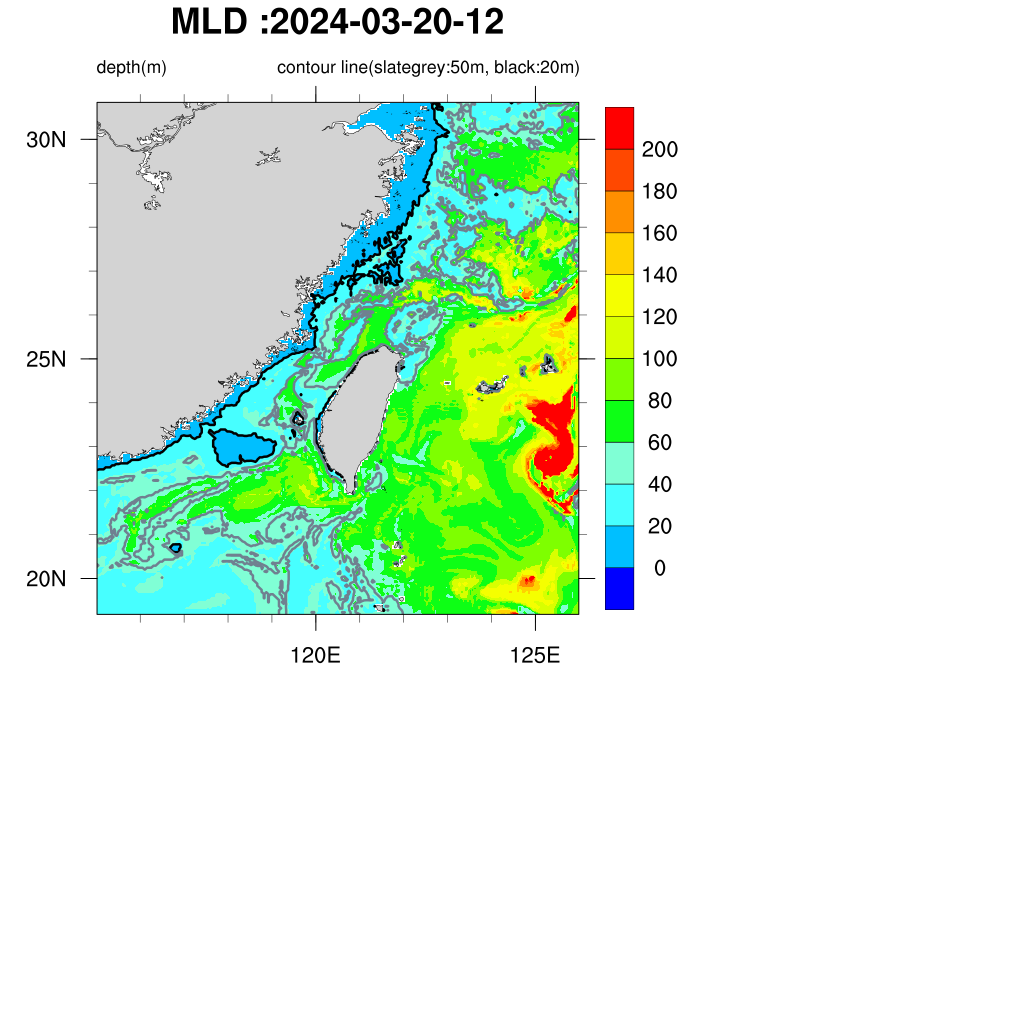 MLD :2024-03-20-12
depth(m)
contour line(slategrey:50m, black:20m)
30N
25N
20N
120E
125E
200
180
160
140
120
100
80
60
40
20
0